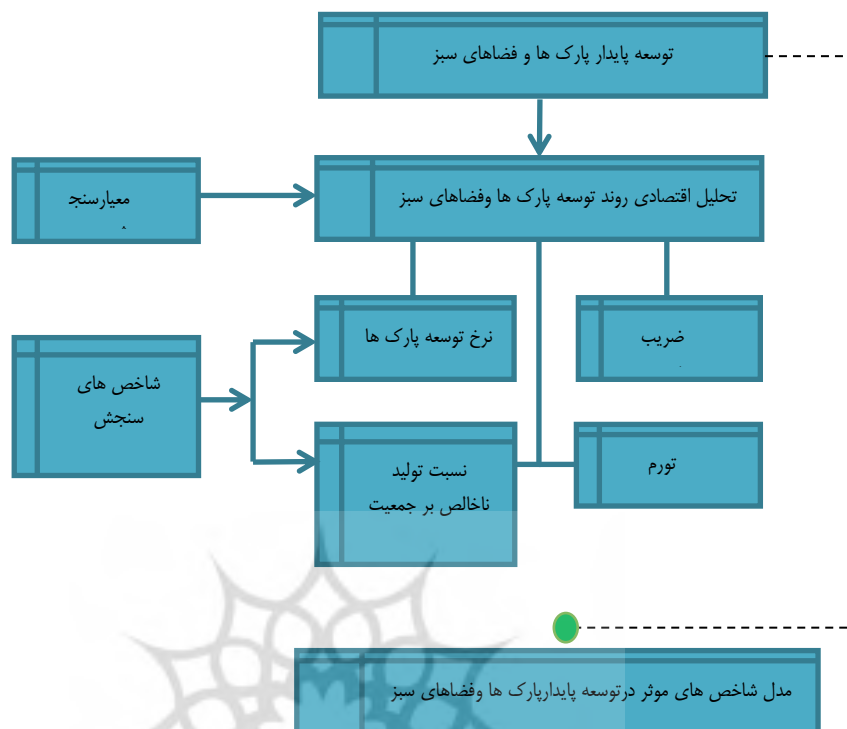 توسعه پایدار پارک ها و فضاهای سبز
تحلیل اقتصادی روند توسعه پارک ها وفضاهای سبز
معیارسنج
نرخ توسعه پارک ها
ضریب
شاخص های
سنجش
نسبت تولید
ناخالص بر جمعیت
تورم
مدل شاخص های موثر درتوسعه پایدارپارک ها وفضاهای سبز